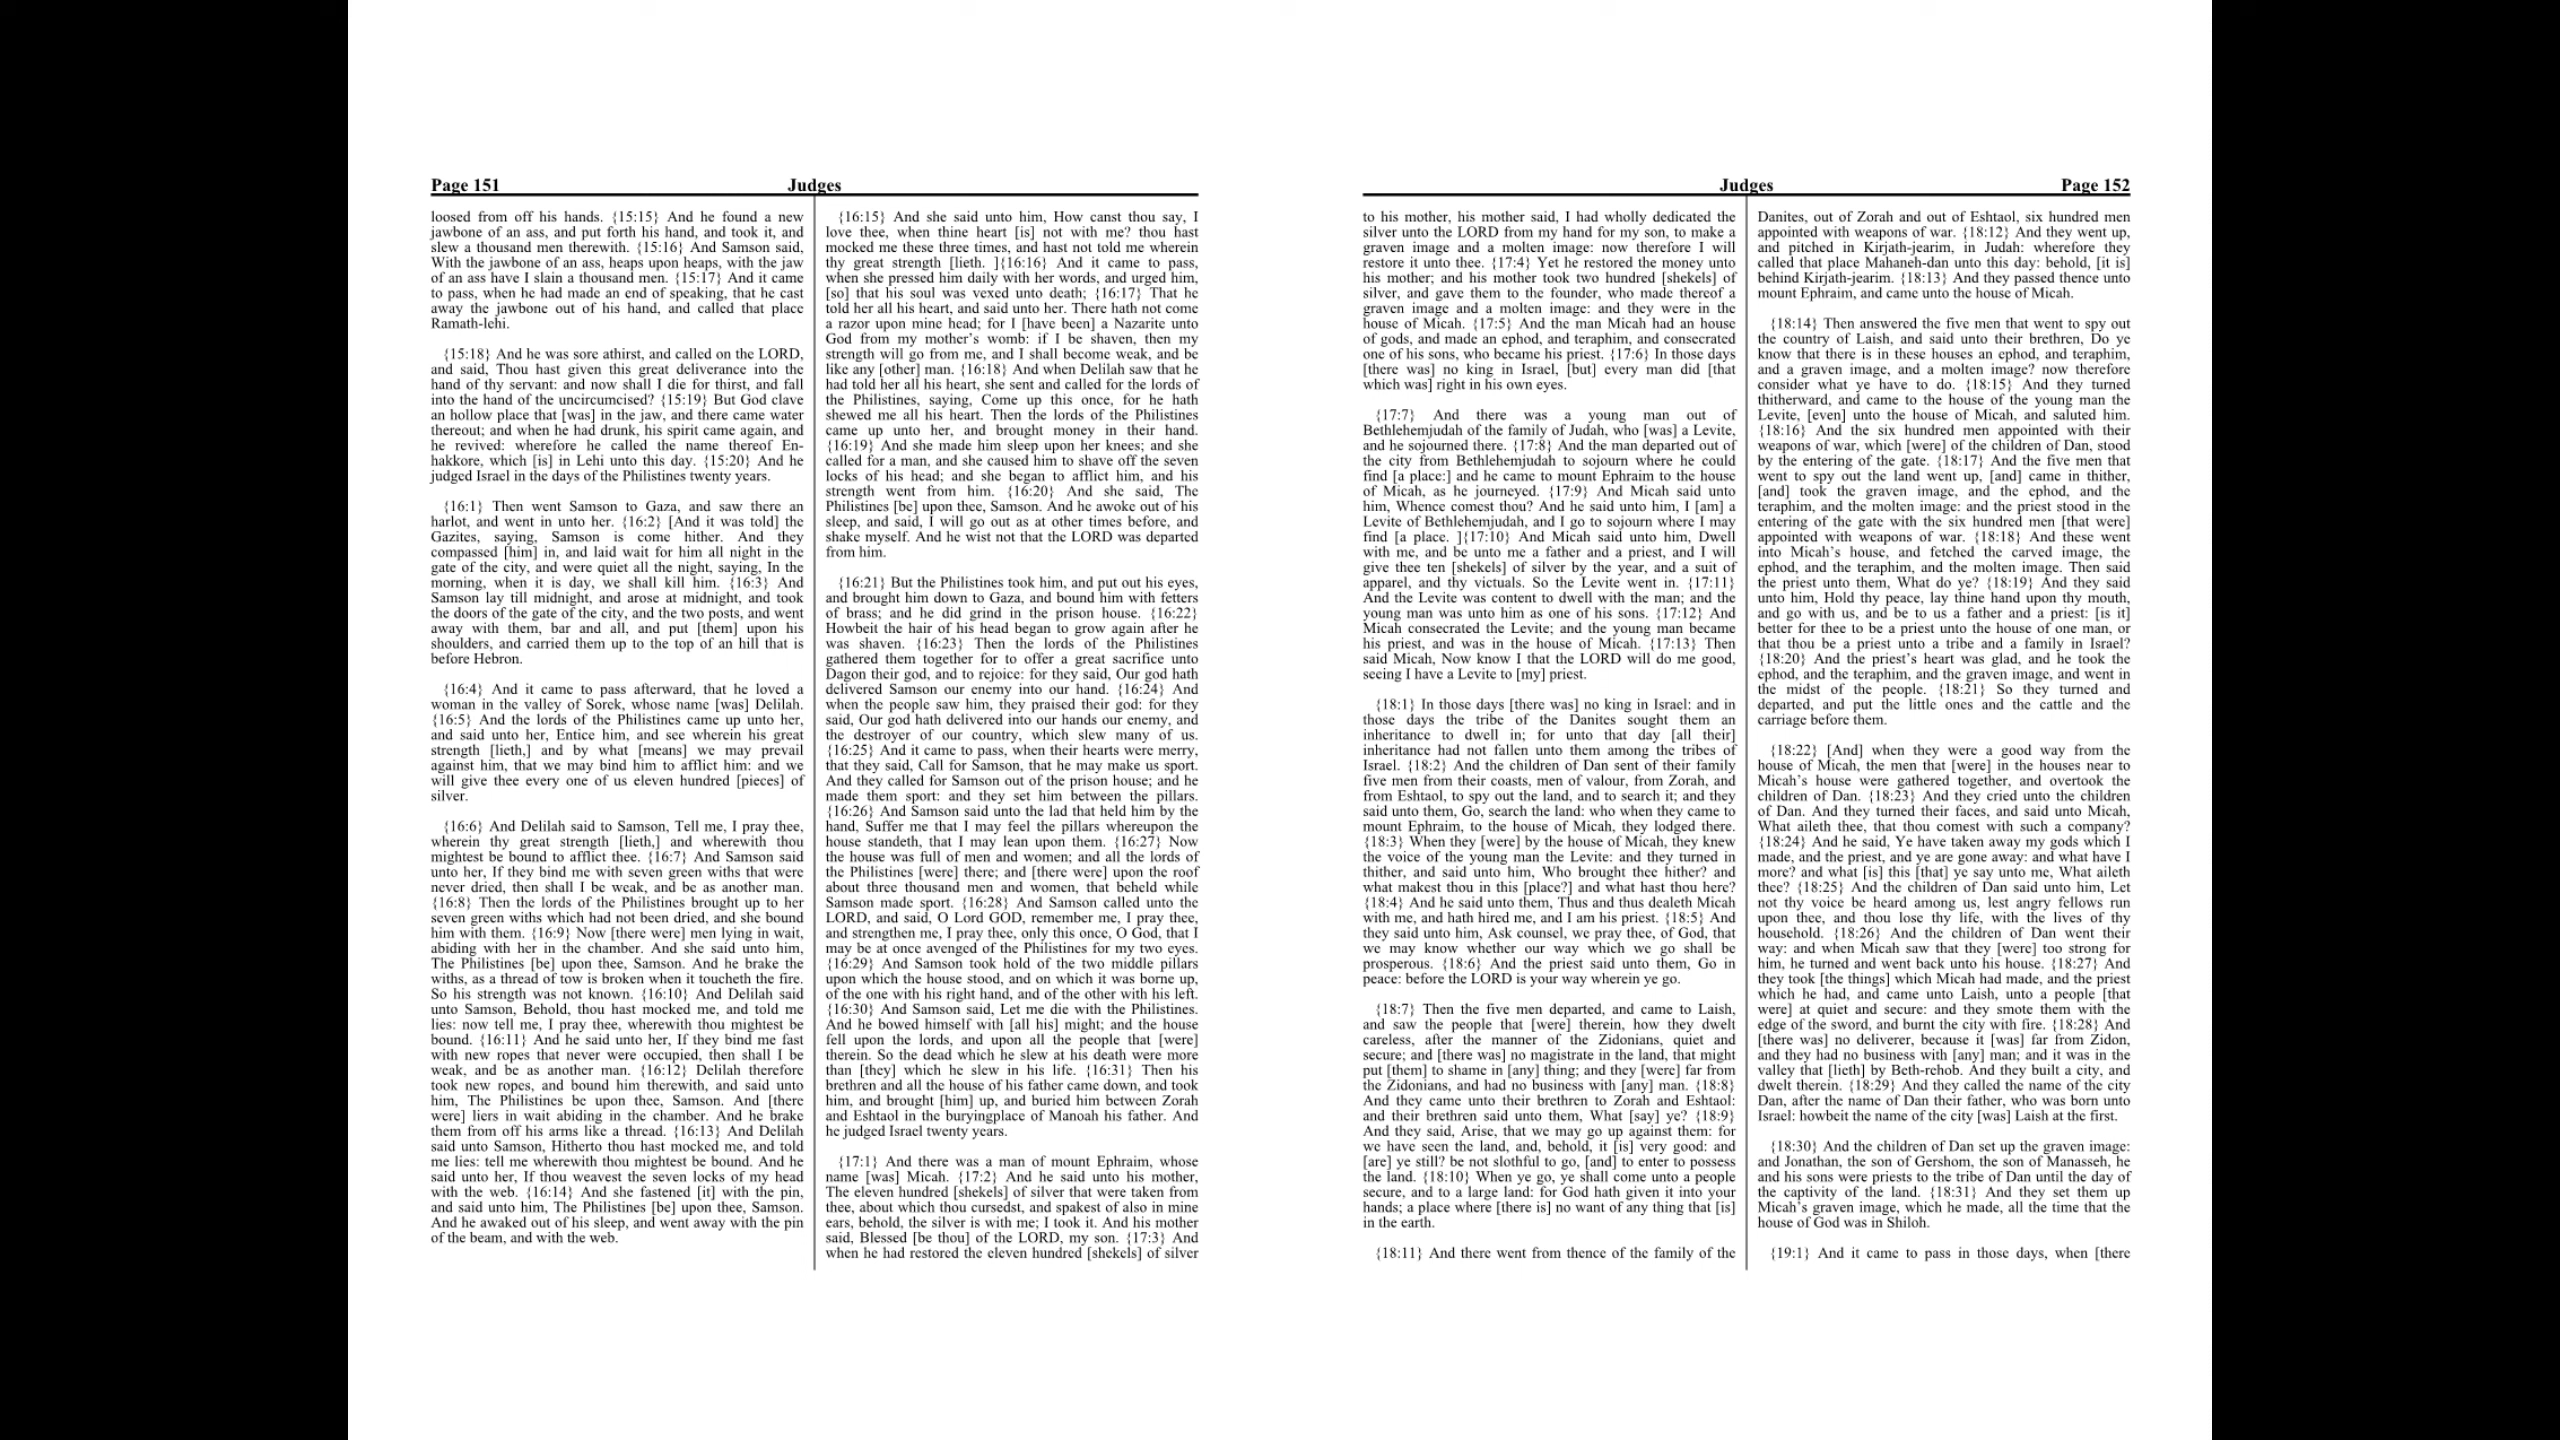 Page 151 Judges
loosed from off his hands. {15:15} And he found a new
jawbone of an ass, and put forth his hand, and took it, and
slew a thousand men therewith. {15:16} And Samson said,
With the jawbone of an ass, heaps upon heaps, with the jaw
of an ass have I slain a thousand men. {15:17} And it came
to pass, when he had made an end of speaking, that he cast
away the jawbone out of his hand, and called that place
Ramath-lehi.
{15:18} And he was sore athirst, and called on the LORD,
and said, Thou hast given this great deliverance into the
hand of thy servant: and now shall I die for thirst, and fall
into the hand of the uncircumcised? {15:19} But God clave
an hollow place that [was] in the jaw, and there came water
thereout; and when he had drunk, his spirit came again, and
he revived: wherefore he called the name thereof En-
hakkore, which [is] in Lehi unto this day. {15:20} And he
judged Israel in the days of the Philistines twenty years.
{16:1} Then went Samson to Gaza, and saw there an
harlot, and went in unto her. {16:2} [And it was told] the
Gazites, saying, Samson is come hither. And they
compassed [him] in, and laid wait for him all night in the
gate of the city, and were quiet all the night, saying, In the
morning, when it is day, we shall kill him. {16:3} And
Samson lay till midnight, and arose at midnight, and took
the doors of the gate of the city, and the two posts, and went
away with them, bar and all, and put [them] upon his
shoulders, and carried them up to the top of an hill that is
before Hebron.
{16:4} And it came to pass afterward, that he loved a
woman in the valley of Sorek, whose name [was] Delilah.
{16:5} And the lords of the Philistines came up unto her,
and said unto her, Entice him, and see wherein his great
strength [lieth,] and by what [means] we may prevail
against him, that we may bind him to afflict him: and we
will give thee every one of us eleven hundred [pieces] of
silver.
{16:6} And Delilah said to Samson, Tell me, I pray thee,
wherein thy great strength [lieth,] and wherewith thou
mightest be bound to afflict thee. {16:7} And Samson said
unto her, If they bind me with seven green withs that were
never dried, then shall I be weak, and be as another man.
{16:8} Then the lords of the Philistines brought up to her
seven green withs which had not been dried, and she bound
him with them. {16:9} Now [there were] men lying in wait,
abiding with her in the chamber. And she said unto him,
The Philistines [be] upon thee, Samson. And he brake the
withs, as a thread of tow is broken when it toucheth the fire.
So his strength was not known. {16:10} And Delilah said
unto Samson, Behold, thou hast mocked me, and told me
lies: now tell me, I pray thee, wherewith thou mightest be
bound. {16:11} And he said unto her, If they bind me fast
with new ropes that never were occupied, then shall I be
weak, and be as another man. {16:12} Delilah therefore
took new ropes, and bound him therewith, and said unto
him, The Philistines be upon thee, Samson. And [there
were] liers in wait abiding in the chamber. And he brake
them from off his arms like a thread. {16:13} And Delilah
said unto Samson, Hitherto thou hast mocked me, and told
me lies: tell me wherewith thou mightest be bound. And he
said unto her, If thou weavest the seven locks of my head
with the web. {16:14} And she fastened [it] with the pin,
and said unto him, The Philistines [be] upon thee, Samson.
And he awaked out of his sleep, and went away with the pin
of the beam, and with the web.
{16:15} And she said unto him, How canst thou say, I
love thee, when thine heart [is] not with me? thou hast
mocked me these three times, and hast not told me wherein
thy great strength [lieth. ]{16:16} And it came to pass,
when she pressed him daily with her words, and urged him,
[so] that his soul was vexed unto death; {16:17} That he
told her all his heart, and said unto her. There hath not come
a razor upon mine head; for I [have been] a Nazarite unto
God from my mother's womb: if I be shaven, then my
strength will go from me, and I shall become weak, and be
like any [other] man. {16:18} And when Delilah saw that he
had told her all his heart, she sent and called for the lords of
the Philistines, saying, Come up this once, for he hath
shewed me all his heart. Then the lords of the Philistines
came up unto her, and brought money in their hand.
{16:19} And she made him sleep upon her knees; and she
called for a man, and she caused him to shave off the seven
locks of his head; and she began to afflict him, and his
strength went from him. {16:20} And she said, The
Philistines [be] upon thee, Samson. And he awoke out of his
sleep, and said, I will go out as at other times before, and
shake myself. And he wist not that the LORD was departed
from him.
{16:21} But the Philistines took him, and put out his eyes,
and brought him down to Gaza, and bound him with fetters
of brass; and he did grind in the prison house. {16:22}
Howbeit the hair of his head began to grow again after he
was shaven. {16:23} Then the lords of the Philistines
gathered them together for to offer a great sacrifice unto
Dagon their god, and to rejoice: for they said, Our god hath
delivered Samson our enemy into our hand. {16:24} And
when the people saw him, they praised their god: for they
said, Our god hath delivered into our hands our enemy, and
the destroyer of our country, which slew many of us.
{16:25} And it came to pass, when their hearts were merry,
that they said, Call for Samson, that he may make us sport.
And they called for Samson out of the prison house; and he
made them sport: and they set him between the pillars.
{16:26} And Samson said unto the lad that held him by the
hand, Suffer me that I may feel the pillars whereupon the
house standeth, that I may lean upon them. {16:27} Now
the house was full of men and women; and all the lords of
the Philistines [were] there; and [there were] upon the roof
about three thousand men and women, that beheld while
Samson made sport. {16:28} And Samson called unto the
LORD, and said, O Lord GOD, remember me, I pray thee,
and strengthen me, I pray thee, only this once, O God, that I
may be at once avenged of the Philistines for my two eyes.
{16:29} And Samson took hold of the two middle pillars
upon which the house stood, and on which it was borne up,
of the one with his right hand, and of the other with his left.
{16:30} And Samson said, Let me die with the Philistines.
And he bowed himself with [all his] might; and the house
fell upon the lords, and upon all the people that [were]
therein. So the dead which he slew at his death were more
than [they] which he slew in his life. {16:31} Then his
brethren and all the house of his father came down, and took
him, and brought [him] up, and buried him between Zorah
and Eshtaol in the buryingplace of Manoah his father. And
he judged Israel twenty years.
{17:1} And there was a man of mount Ephraim, whose
name [was] Micah. {17:2} And he said unto his mother,
The eleven hundred [shekels] of silver that were taken from
thee, about which thou cursedst, and spakest of also in mine
ears, behold, the silver is with me; I took it. And his mother
said, Blessed [be thou] of the LORD, my son. {17:3} And
when he had restored the eleven hundred [shekels] of silver
Judges Page 152
to his mother, his mother said, I had wholly dedicated the
silver unto the LORD from my hand for my son, to make a
graven image and a molten image: now therefore I will
restore it unto thee. {17:4} Yet he restored the money unto
his mother; and his mother took two hundred [shekels] of
silver, and gave them to the founder, who made thereof a
graven image and a molten image: and they were in the
house of Micah. {17:5} And the man Micah had an house
of gods, and made an ephod, and teraphim, and consecrated
one of his sons, who became his priest. {17:6} In those days
[there was] no king in Israel, [but] every man did [that
which was] right in his own eyes.
{17:7} And there was a young man out of
Bethlehemjudah of the family of Judah, who [was] a Levite,
and he sojourned there. {17:8} And the man departed out of
the city from Bethlehemjudah to sojourn where he could
find [a place:] and he came to mount Ephraim to the house
of Micah, as he journeyed. {17:9} And Micah said unto
him, Whence comest thou? And he said unto him, I [am] a
Levite of Bethlehemjudah, and I go to sojourn where I may
find [a place. ]{17:10} And Micah said unto him, Dwell
with me, and be unto me a father and a priest, and I will
give thee ten [shekels] of silver by the year, and a suit of
apparel, and thy victuals. So the Levite went in. {17:11}
And the Levite was content to dwell with the man; and the
young man was unto him as one of his sons. {17:12} And
Micah consecrated the Levite; and the young man became
his priest, and was in the house of Micah. {17:13} Then
said Micah, Now know I that the LORD will do me good,
seeing I have a Levite to [my] priest.
{18:1} In those days [there was] no king in Israel: and in
those days the tribe of the Danites sought them an
inheritance to dwell in; for unto that day [all their]
inheritance had not fallen unto them among the tribes of
Israel. {18:2} And the children of Dan sent of their family
five men from their coasts, men of valour, from Zorah, and
from Eshtaol, to spy out the land, and to search it; and they
said unto them, Go, search the land: who when they came to
mount Ephraim, to the house of Micah, they lodged there.
{18:3} When they [were] by the house of Micah, they knew
the voice of the young man the Levite: and they turned in
thither, and said unto him, Who brought thee hither? and
what makest thou in this [place?] and what hast thou here?
{18:4} And he said unto them, Thus and thus dealeth Micah
with me, and hath hired me, and I am his priest. {18:5} And
they said unto him, Ask counsel, we pray thee, of God, that
we may know whether our way which we go shall be
prosperous. {18:6} And the priest said unto them, Go in
peace: before the LORD is your way wherein ye go.
{18:7} Then the five men departed, and came to Laish,
and saw the people that [were] therein, how they dwelt
careless, after the manner of the Zidonians, quiet and
secure; and [there was] no magistrate in the land, that might
put [them] to shame in [any] thing; and they [were] far from
the Zidonians, and had no business with [any] man. {18:8}
And they came unto their brethren to Zorah and Eshtaol:
and their brethren said unto them, What [say] ye? {18:9}
And they said, Arise, that we may go up against them: for
we have seen the land, and, behold, it [is] very good: and
[are] ye still? be not slothful to go, [and] to enter to possess
the land. {18:10} When ye go, ye shall come unto a people
secure, and to a large land: for God hath given it into your
hands; a place where [there is] no want of any thing that [is]
in the earth.
{18:11} And there went from thence of the family of the
Danites, out of Zorah and out of Eshtaol, six hundred men
appointed with weapons of war. {18:12} And they went up,
and pitched in Kirjath-jearim, in Judah: wherefore they
called that place Mahaneh-dan unto this day: behold, [it is]
behind Kirjath-jearim. {18:13} And they passed thence unto
mount Ephraim, and came unto the house of Micah.
{18:14} Then answered the five men that went to spy out
the country of Laish, and said unto their brethren, Do ye
know that there is in these houses an ephod, and teraphim,
and a graven image, and a molten image? now therefore
consider what ye have to do. {18:15} And they turned
thitherward, and came to the house of the young man the
Levite, [even] unto the house of Micah, and saluted him.
{18:16} And the six hundred men appointed with their
weapons of war, which [were] of the children of Dan, stood
by the entering of the gate. {18:17} And the five men that
went to spy out the land went up, [and] came in thither,
[and] took the graven image, and the ephod, and the
teraphim, and the molten image: and the priest stood in the
entering of the gate with the six hundred men [that were]
appointed with weapons of war. {18:18} And these went
into Micah's house, and fetched the carved image, the
ephod, and the teraphim, and the molten image. Then said
the priest unto them, What do ye? {18:19} And they said
unto him, Hold thy peace, lay thine hand upon thy mouth,
and go with us, and be to us a father and a priest: [is it]
better for thee to be a priest unto the house of one man, or
that thou be a priest unto a tribe and a family in Israel?
{18:20} And the priest's heart was glad, and he took the
ephod, and the teraphim, and the graven image, and went in
the midst of the people. {18:21} So they turned and
departed, and put the little ones and the cattle and the
carriage before them.
{18:22} [And] when they were a good way from the
house of Micah, the men that [were] in the houses near to
Micah's house were gathered together, and overtook the
children of Dan. {18:23} And they cried unto the children
of Dan. And they turned their faces, and said unto Micah,
What aileth thee, that thou comest with such a company?
{18:24} And he said, Ye have taken away my gods which I
made, and the priest, and ye are gone away: and what have I
more? and what [is] this [that] ye say unto me, What aileth
thee? {18:25} And the children of Dan said unto him, Let
not thy voice be heard among us, lest angry fellows run
upon thee, and thou lose thy life, with the lives of thy
household. {18:26} And the children of Dan went their
way: and when Micah saw that they [were] too strong for
him, he turned and went back unto his house. {18:27} And
they took [the things] which Micah had made, and the priest
which he had, and came unto Laish, unto a people [that
were] at quiet and secure: and they smote them with the
edge of the sword, and burnt the city with fire. {18:28} And
[there was] no deliverer, because it [was] far from Zidon,
and they had no business with [any] man; and it was in the
valley that [lieth] by Beth-rehob. And they built a city, and
dwelt therein. {18:29} And they called the name of the city
Dan, after the name of Dan their father, who was born unto
Israel: howbeit the name of the city [was] Laish at the first.
{18:30} And the children of Dan set up the graven image:
and Jonathan, the son of Gershom, the son of Manasseh, he
and his sons were priests to the tribe of Dan until the day of
the captivity of the land. {18:31} And they set them up
Micah's graven image, which he made, all the time that the
house of God was in Shiloh.
{19:1} And it came to pass in those days, when [there